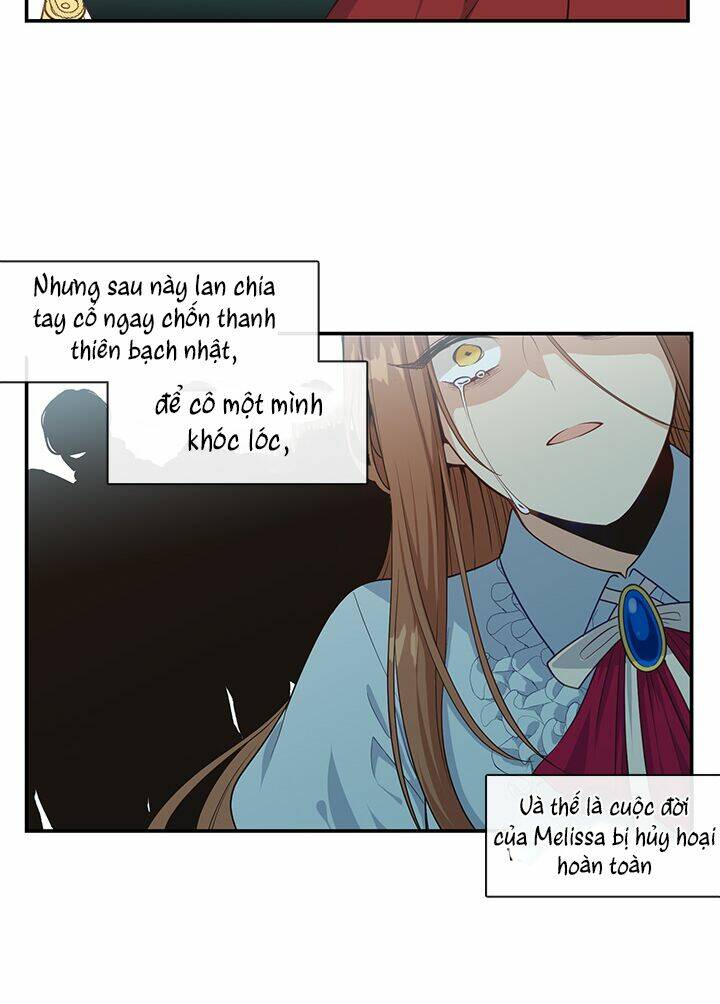 Nhưng sau này Ian chia
tay cô ngay chốn thanh
thiên bạch nhật,
để cô một mình
khóc lóc,
Và thế là cuộc đời
của Melissa bị hủy hoại
hoàn toàn